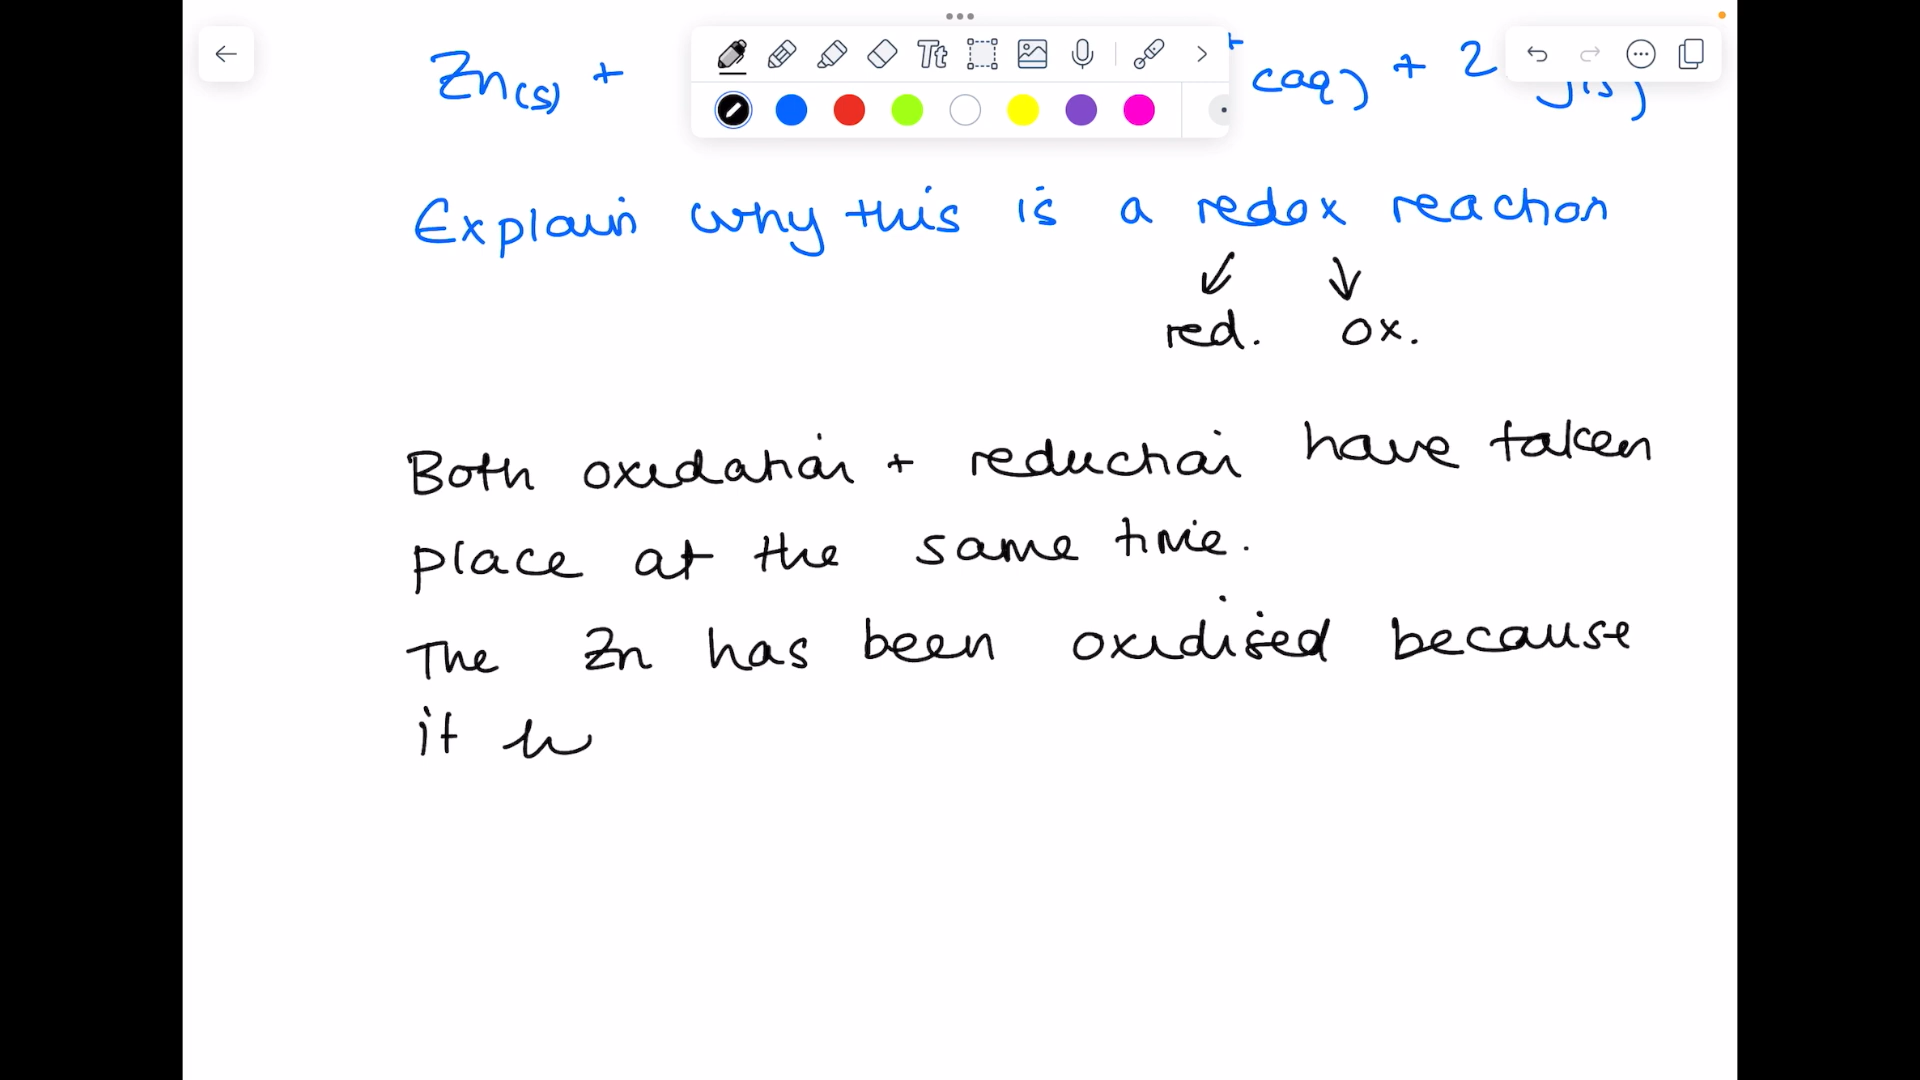 Zn(s) + + (aq) + 2 g(s)
Tt
Explain why this is a redox reaction
red. ox.
Both oxidation + reduction have taken
place at the same time.
The Zn has been oxidised because
it